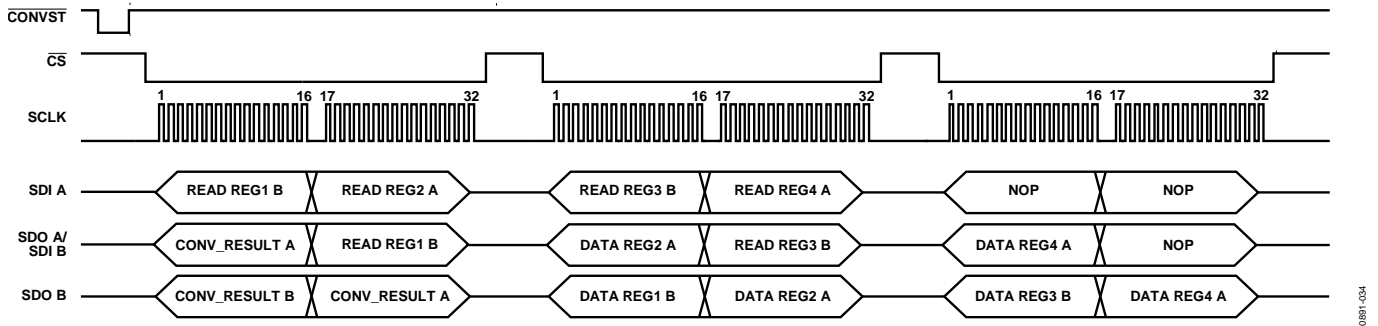 CONVST
CS
1 16 17 32 1 16 17 32 1 16 17 32
SCLK
SDI A READ REG1 B READ REG2 A READ REG3 B READ REG4 A NOP NOP
SDO A/
SDI B CONV_RESULT A READ REG1 B DATA REG2 A READ REG3 B DATA REG4 A NOP
SDO B CONV_RESULT B CONV_RESULT A DATA REG1 B DATA REG2 A DATA REG3 B DATA REG4 A
0891-034